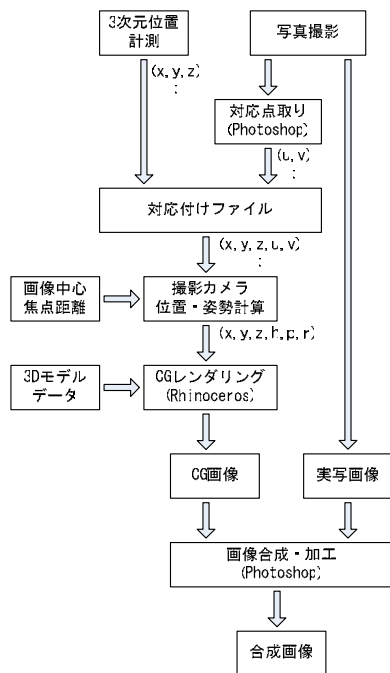 3次元位置
計測
写真撮影
(x,y,z)
:
対応点取り
(Photoshop)
(u,v)
:
対応付けファイル
(x,y,z,u,v)
:
画像中心
焦点距離
撮影カメラ
位置・姿勢計算
(x,y,z,h,p,r)
3Dモデル
データ
CGレンダリング
(Rhinoceros)
CG画像
実写画像
画像合成・加工
(Photoshop)
合成画像